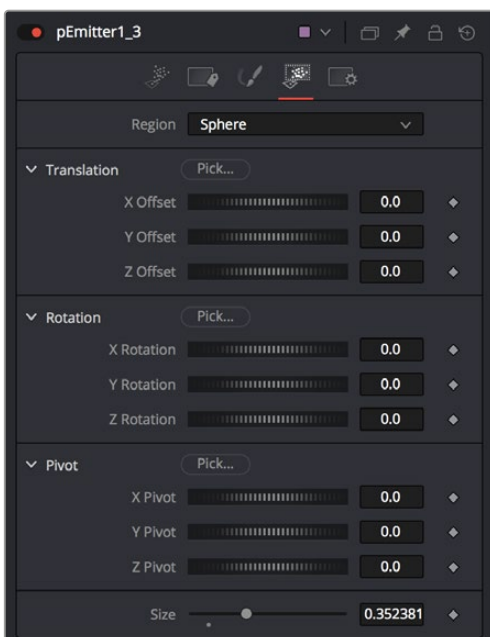 pEmitter1_3
Region Sphere
Translation Pick...
X Offset 0.0
Y Offset 0.0
Z Offset 0.0
Rotation Pick...
X Rotation 0.0
Y Rotation 0.0
Z Rotation 0.0
Pivot Pick...
X Pivot 0.0
Y Pivot 0.0
Z Pivot 0.0
Size 0.352381